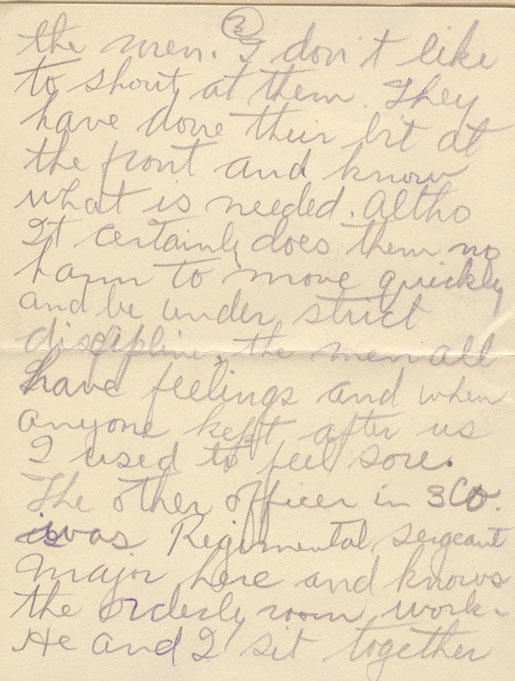 3
the men. I don't like
to shout at them. They
have done their bit at
the front and know
what is needed. Altho
It certainly does them no
harm to move quickly
and be under strict
discipline, the men all
have feelings and when
anyone kept after us
I used to feel sore.
The other officer in 3 Co.
was Regimental Sergeant
Major here and knows
the orderly room work.
He and I sit together